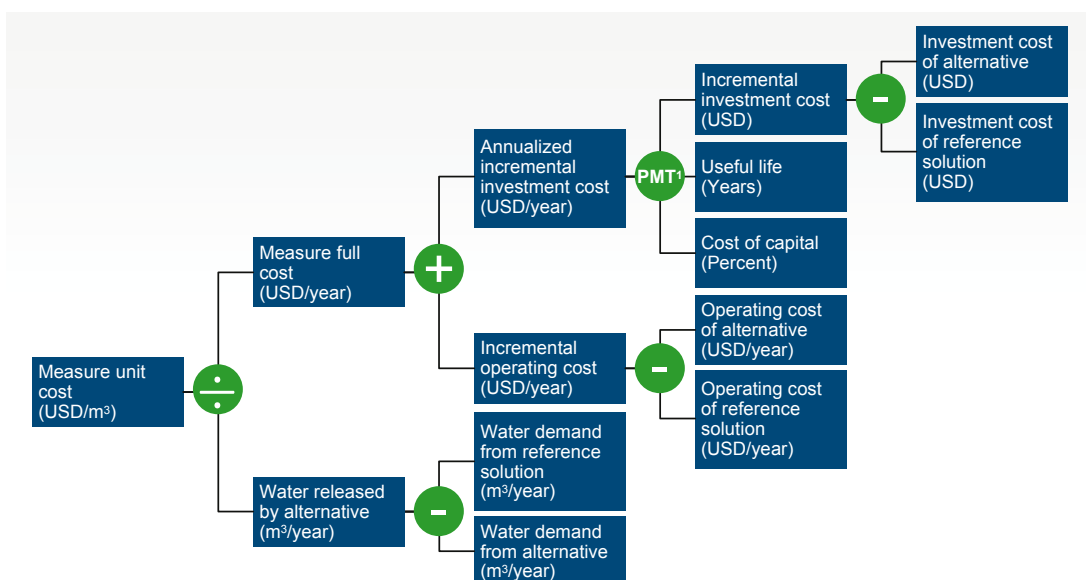 Measure unit
cost
(USD/m³)
÷
Measure full
cost
(USD/year)
Water released
by alternative
(m³/year)
+
-
Annualized
incremental
investment cost
(USD/year)
Incremental
operating cost
(USD/year)
Water demand
from reference
solution
(m³/year)
Water demand
from alternative
(m³/year)
PMT¹
-
Incremental
investment cost
(USD)
Useful life
(Years)
Cost of capital
(Percent)
Operating cost
of alternative
(USD/year)
Operating cost
of reference
solution
(USD/year)
-
Investment cost
of alternative
(USD)
Investment cost
of reference
solution
(USD)